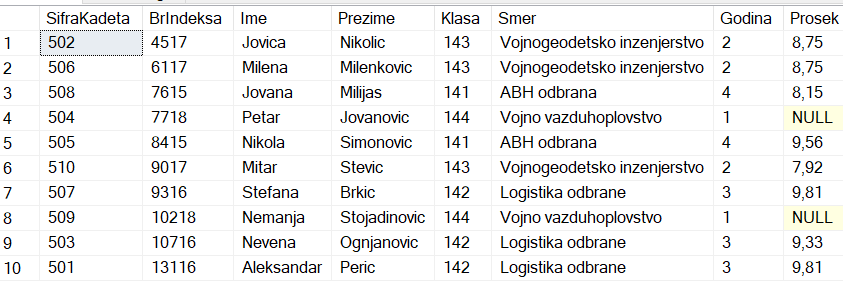 SifraKadeta BrIndeksa Ime Prezime Klasa Smer Godina Prosek
1 502 4517 Jovica Nikolic 143 Vojnogeodetsko inzenjerstvo 2 8,75
2 506 6117 Milena Milenkovic 143 Vojnogeodetsko inzenjerstvo 2 8,75
3 508 7615 Jovana Milijas 141 ABH odbrana 4 8,15
4 504 7718 Petar Jovanovic 144 Vojno vazduhoplovstvo 1 NULL
5 505 8415 Nikola Simonovic 141 ABH odbrana 4 9,56
6 510 9017 Mitar Stevic 143 Vojnogeodetsko inzenjerstvo 2 7,92
7 507 9316 Stefana Brkic 142 Logistika odbrane 3 9,81
8 509 10218 Nemanja Stojadinovic 144 Vojno vazduhoplovstvo 1 NULL
9 503 10716 Nevena Ognjanovic 142 Logistika odbrane 3 9,33
10 501 13116 Aleksandar Peric 142 Logistika odbrane 3 9,81